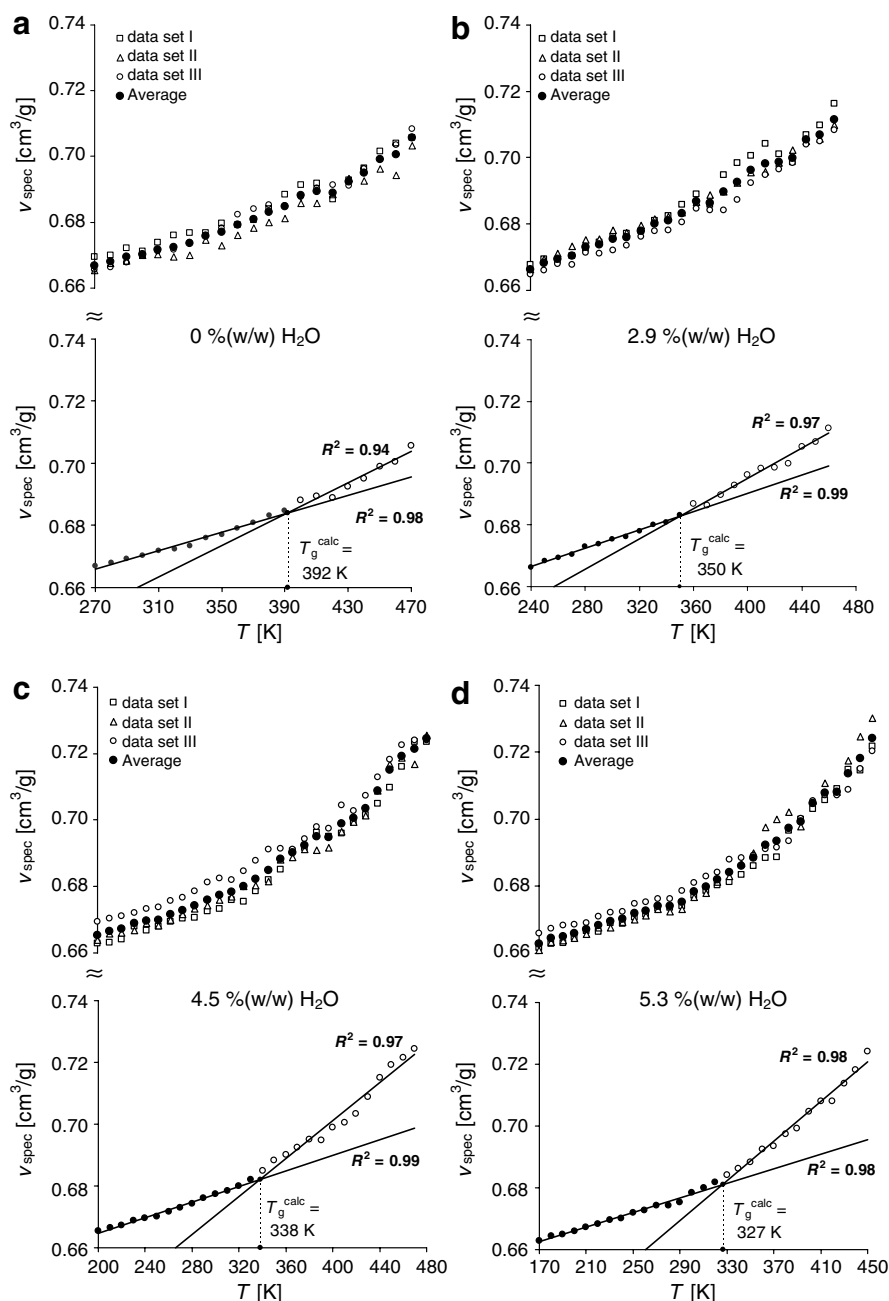 a
data set I
data set II
data set III
Average
v spec [cm³/g]
0.74
0.72
0.70
0.68
0.66
≈
0 %(w/w) H₂O
v spec [cm³/g]
0.74
0.72
0.70
0.68
0.66
R² = 0.94
R² = 0.98
T_g^calc =
392 K
270 310 350 390 430 470
T [K]
b
data set I
data set II
data set III
Average
v spec [cm³/g]
0.74
0.72
0.70
0.68
0.66
≈
2.9 %(w/w) H₂O
v spec [cm³/g]
0.74
0.72
0.70
0.68
0.66
R² = 0.97
R² = 0.99
T_g^calc =
350 K
240 280 320 360 400 440 480
T [K]
c
data set I
data set II
data set III
Average
v spec [cm³/g]
0.74
0.72
0.70
0.68
0.66
≈
4.5 %(w/w) H₂O
v spec [cm³/g]
0.74
0.72
0.70
0.68
0.66
R² = 0.97
R² = 0.99
T_g^calc =
338 K
200 240 280 320 360 400 440 480
T [K]
d
data set I
data set II
data set III
Average
v spec [cm³/g]
0.74
0.72
0.70
0.68
0.66
≈
5.3 %(w/w) H₂O
v spec [cm³/g]
0.74
0.72
0.70
0.68
0.66
R² = 0.98
R² = 0.98
T_g^calc =
327 K
170 210 250 290 330 370 410 450
T [K]